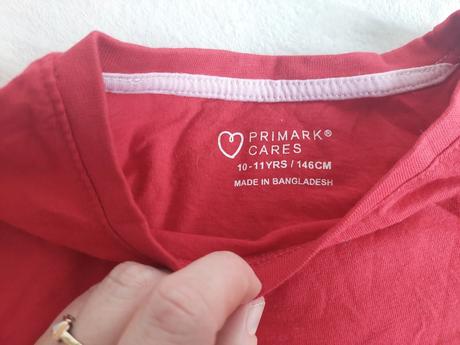 PRIMARK®
CARES
10-11YRS / 146CM
MADE IN BANGLADESH